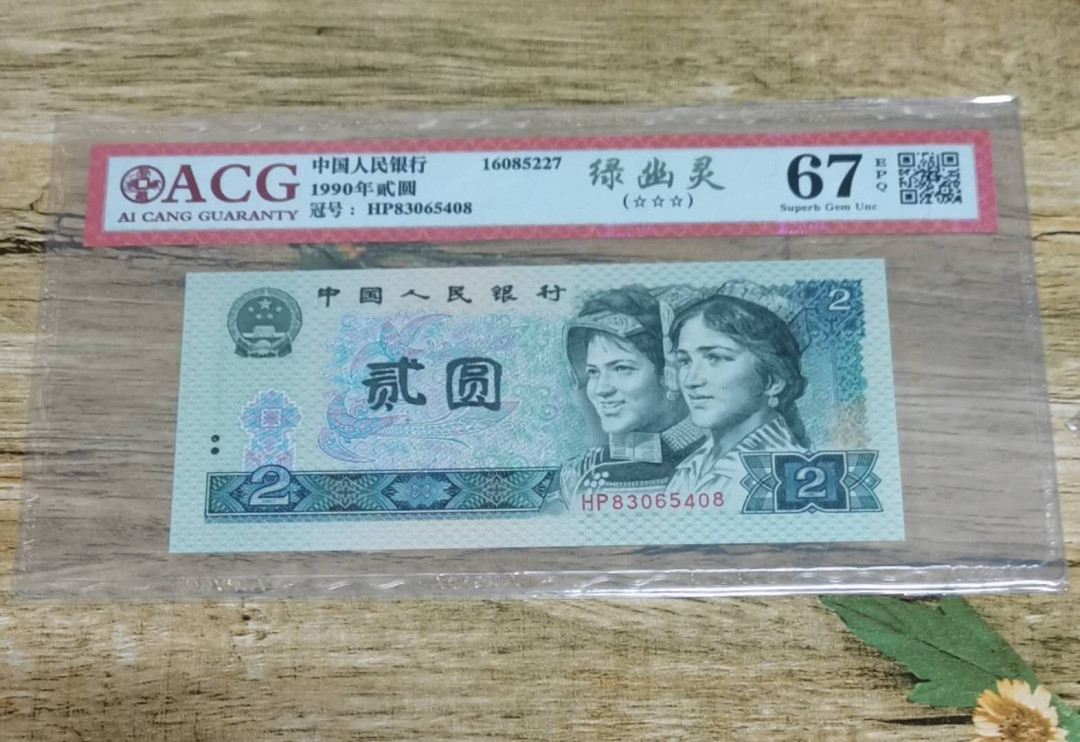 ACG
AI CANG GUARANTY
中国人民银行 16085227
1990年贰圆
冠号：HP83065408
绿幽灵
(☆☆☆)
67 EPQ
Superb Gem Unc
中国人民银行 2
贰圆
2
HP83065408
2